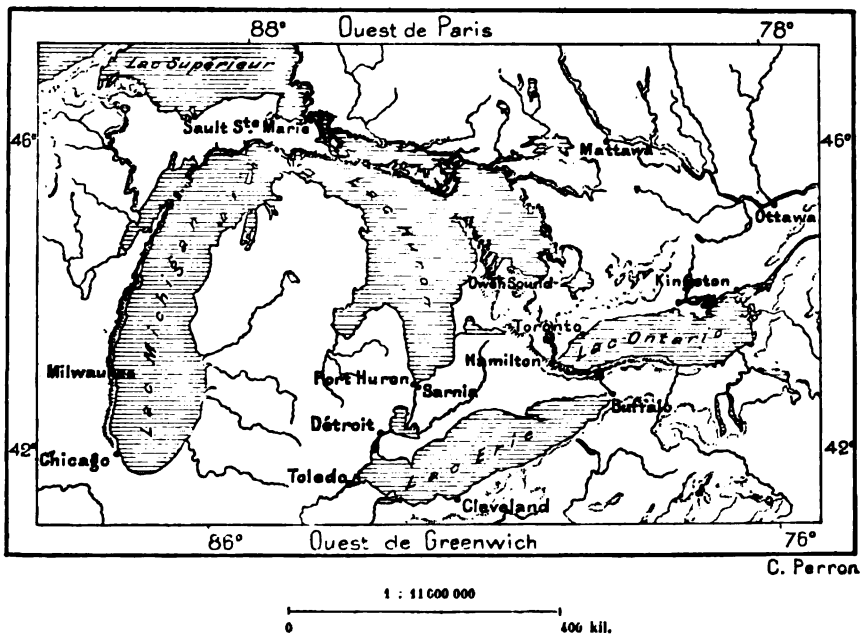 88° Ouest de Paris 78°
Lac Supérieur
46° 46°
Sault Ste Marie
Mattawa
Ottawa
Lac Michigan
Lac Huron
Owen Sound
Kingston
Toronto
Lac Ontario
Milwaukee
Hamilton
Port Huron
Sarnia
Buffalo
Détroit
42° 42°
Chicago
Lac Erié
Toledo
Cleveland
86° Ouest de Greenwich 76°
C. Perron
1 : 11 000 000
0 400 kil.